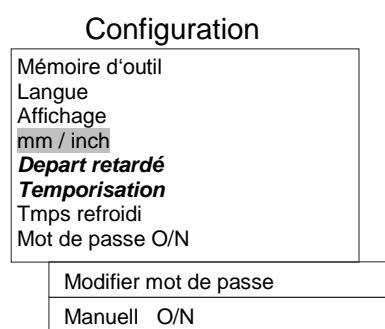 Configuration
Mémoire d‘outil
Langue
Affichage
mm / inch
Depart retardé
Temporisation
Tmps refroidi
Mot de passe O/N
Modifier mot de passe
Manuell O/N